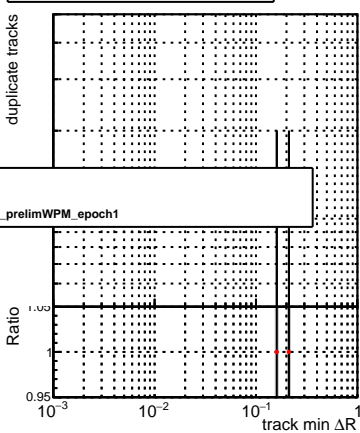 duplicate tracks
_prelimWPM_epoch1
Ratio
1.05
1
0.95
10⁻³ 10⁻² 10⁻¹ 1
track min ΔR